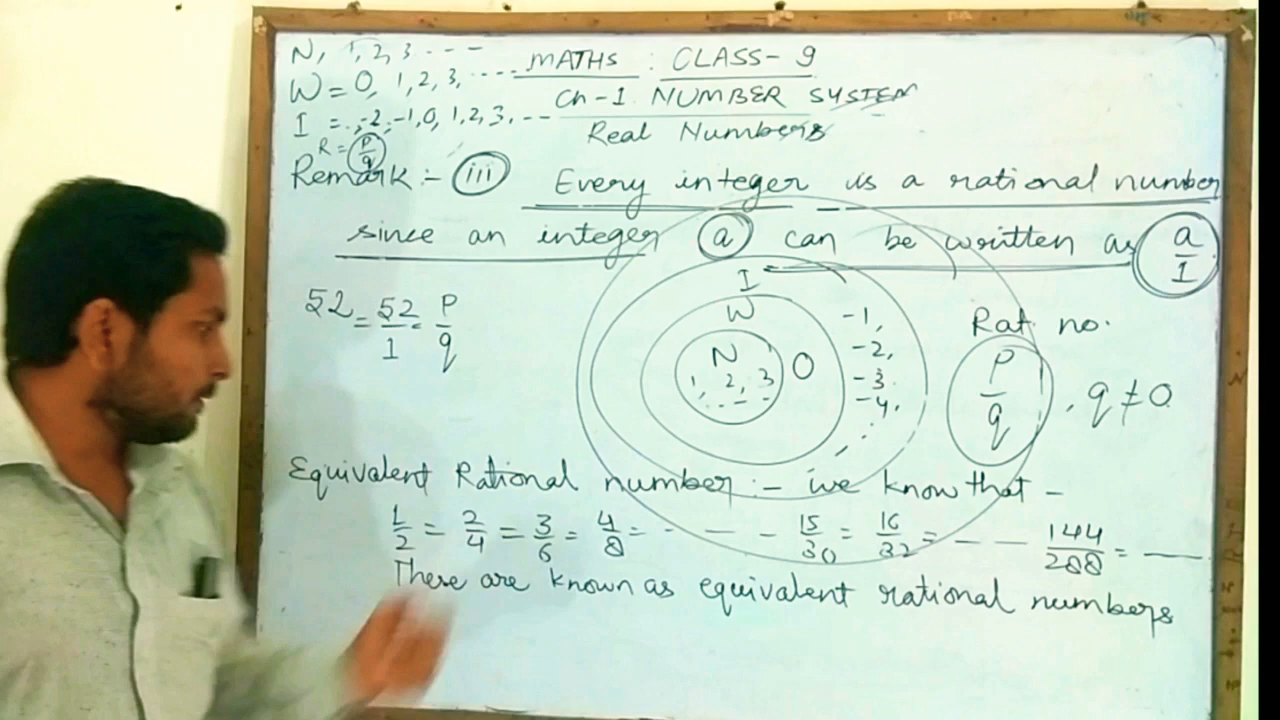 N, 1, 2, 3 - - -
W = 0, 1, 2, 3, - - - -
I = .,-2,-1,0, 1,2,3, - -
R = p/q
MATHS : CLASS - 9
Ch-1 NUMBER SYSTEM
Real Numbers
Remark :- (iii) Every integer is a rational number
since an integer (a) can be written as a/1
52 = 52/1 = p/q
I
W
N
1, 2, 3
0
-1,
-2,
-3
-4,
Rat. no.
p/q , q ≠ 0
Equivalent Rational number :- we know that -
1/2 = 2/4 = 3/6 = 4/8 = - - - 15/30 = 16/32 = - - - 144/288 = -
These are known as equivalent rational numbers